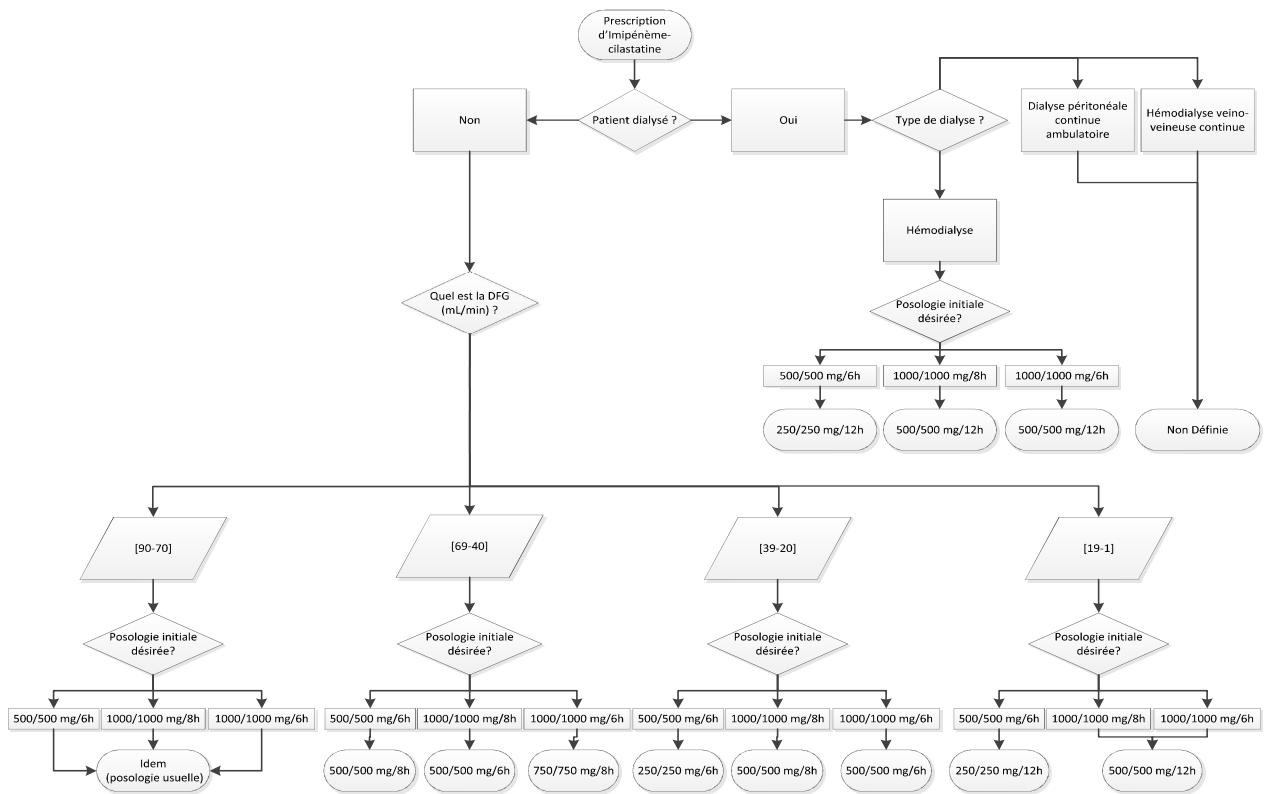 Prescription
d'Imipénème-
cilastatine
Non
Patient dialysé ?
Oui
Type de dialyse ?
Dialyse péritonéale
continue
ambulatoire
Hémodialyse veino-
veineuse continue
Hémodialyse
Quel est la DFG
(mL/min) ?
Posologie initiale
désirée?
500/500 mg/6h
1000/1000 mg/8h
1000/1000 mg/6h
250/250 mg/12h
500/500 mg/12h
500/500 mg/12h
Non Définie
[90-70]
[69-40]
[39-20]
[19-1]
Posologie initiale
désirée?
Posologie initiale
désirée?
Posologie initiale
désirée?
Posologie initiale
désirée?
500/500 mg/6h
1000/1000 mg/8h
1000/1000 mg/6h
500/500 mg/6h
1000/1000 mg/8h
1000/1000 mg/6h
500/500 mg/6h
1000/1000 mg/8h
1000/1000 mg/6h
500/500 mg/6h
1000/1000 mg/8h
1000/1000 mg/6h
Idem
(posologie usuelle)
500/500 mg/8h
500/500 mg/6h
750/750 mg/8h
250/250 mg/6h
500/500 mg/8h
500/500 mg/6h
250/250 mg/12h
500/500 mg/12h